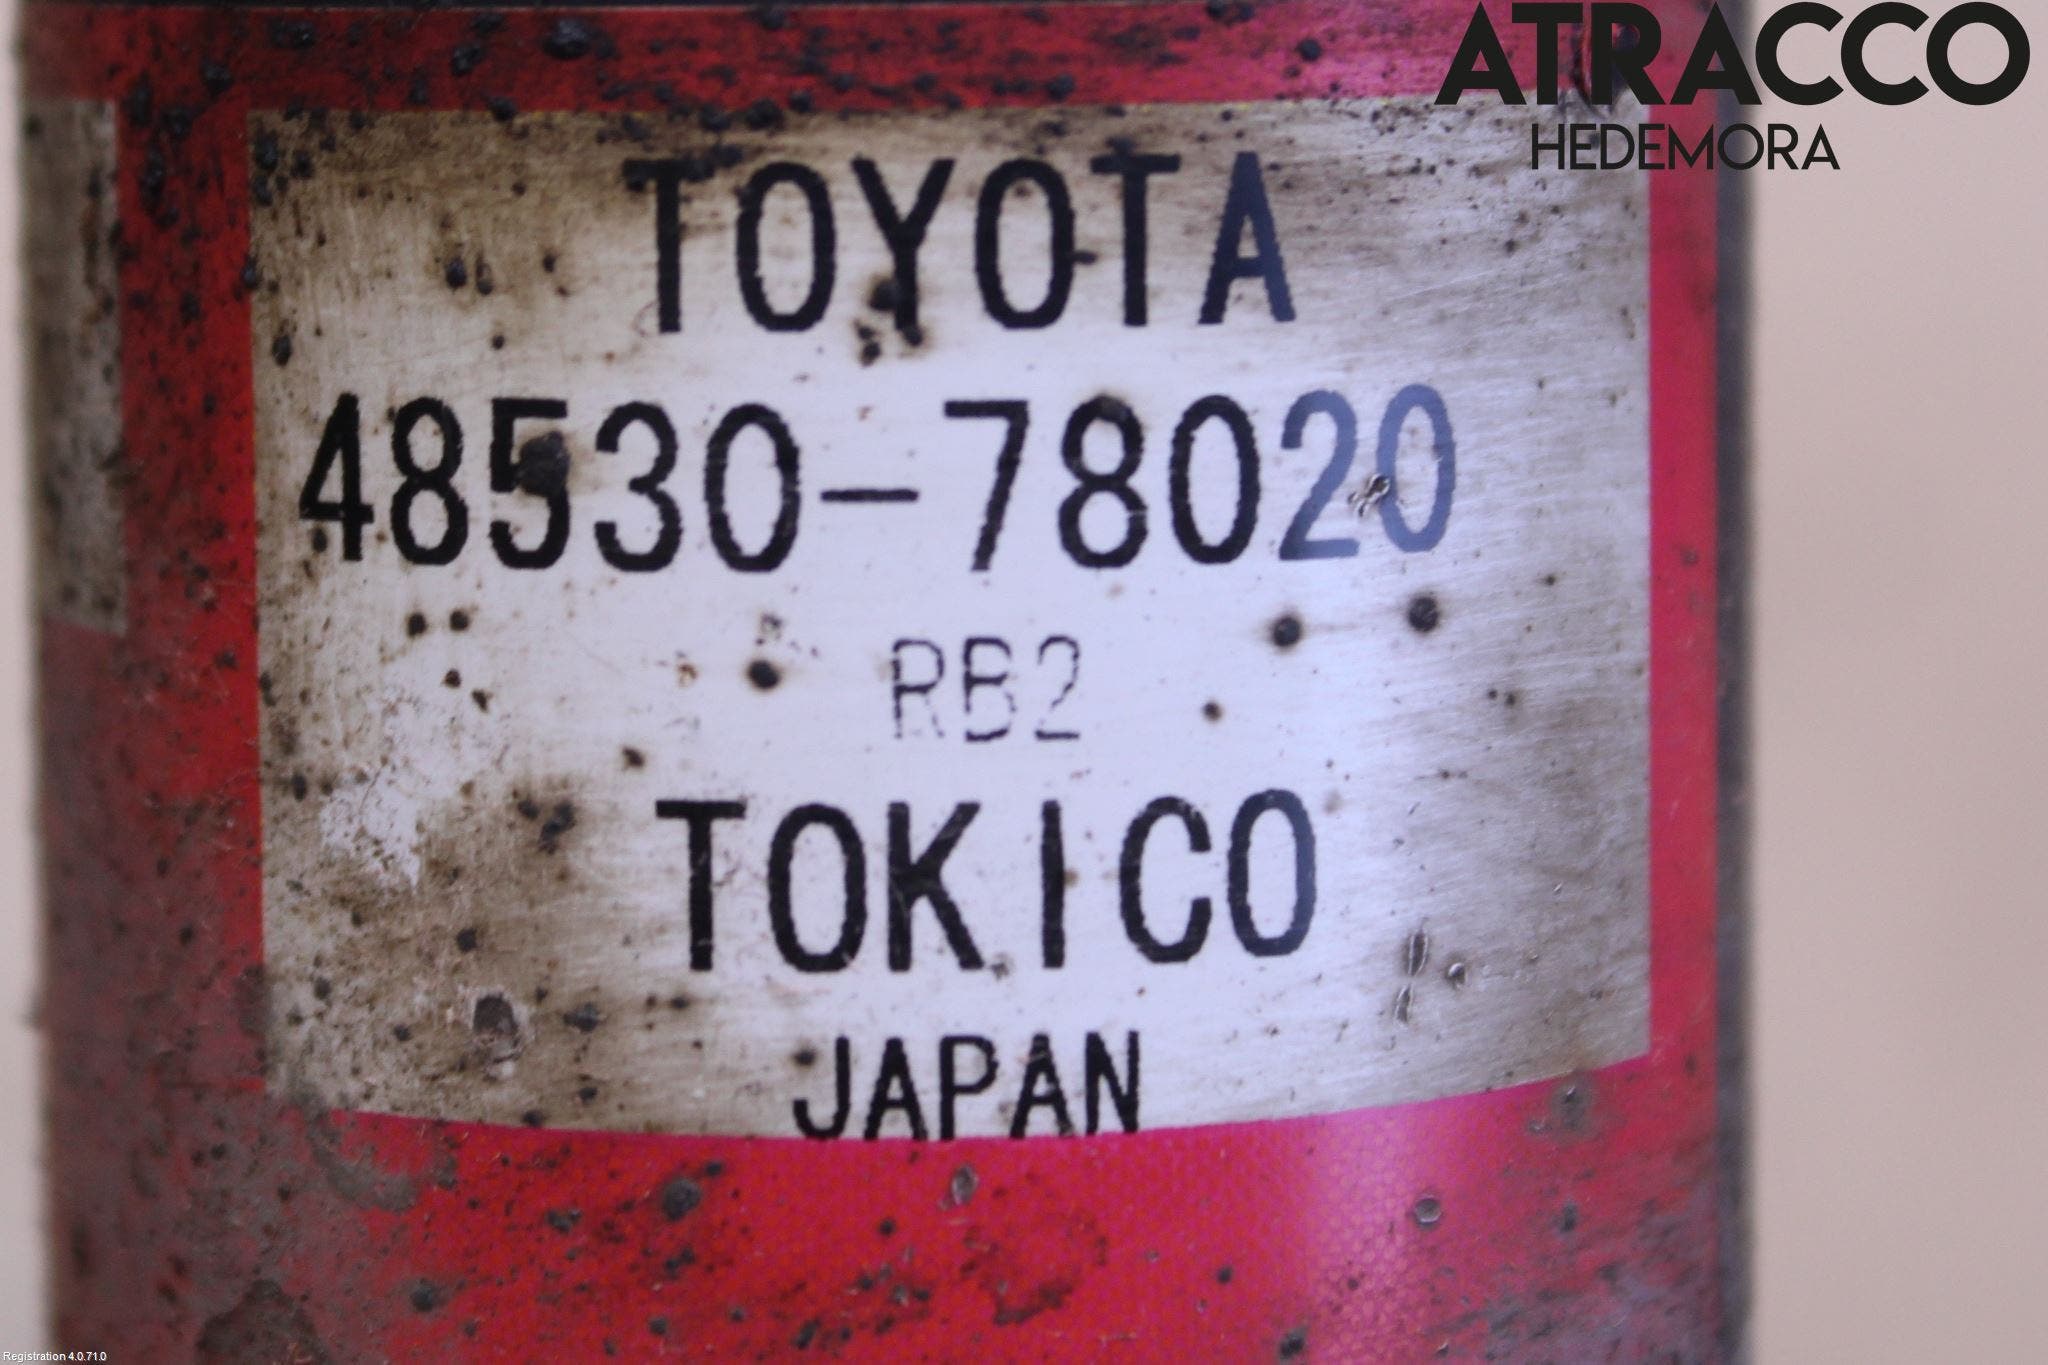 ATRACCO
HEDEMORA
TOYOTA
48530-78020
RB2
TOKICO
JAPAN
Registration 4.0.71.0